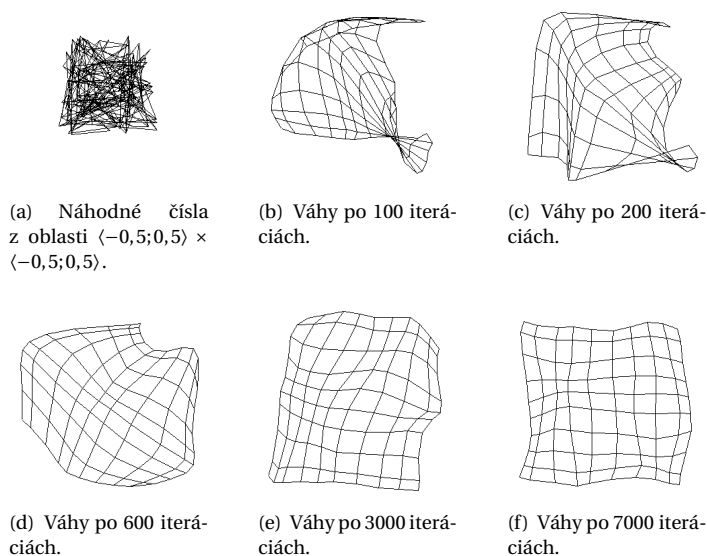 (a) Náhodné čísla
z oblasti ⟨−0,5;0,5⟩ ×
⟨−0,5;0,5⟩.
(b) Váhy po 100 iterá-
ciách.
(c) Váhy po 200 iterá-
ciách.
(d) Váhy po 600 iterá-
ciách.
(e) Váhy po 3000 iterá-
ciách.
(f) Váhy po 7000 iterá-
ciách.